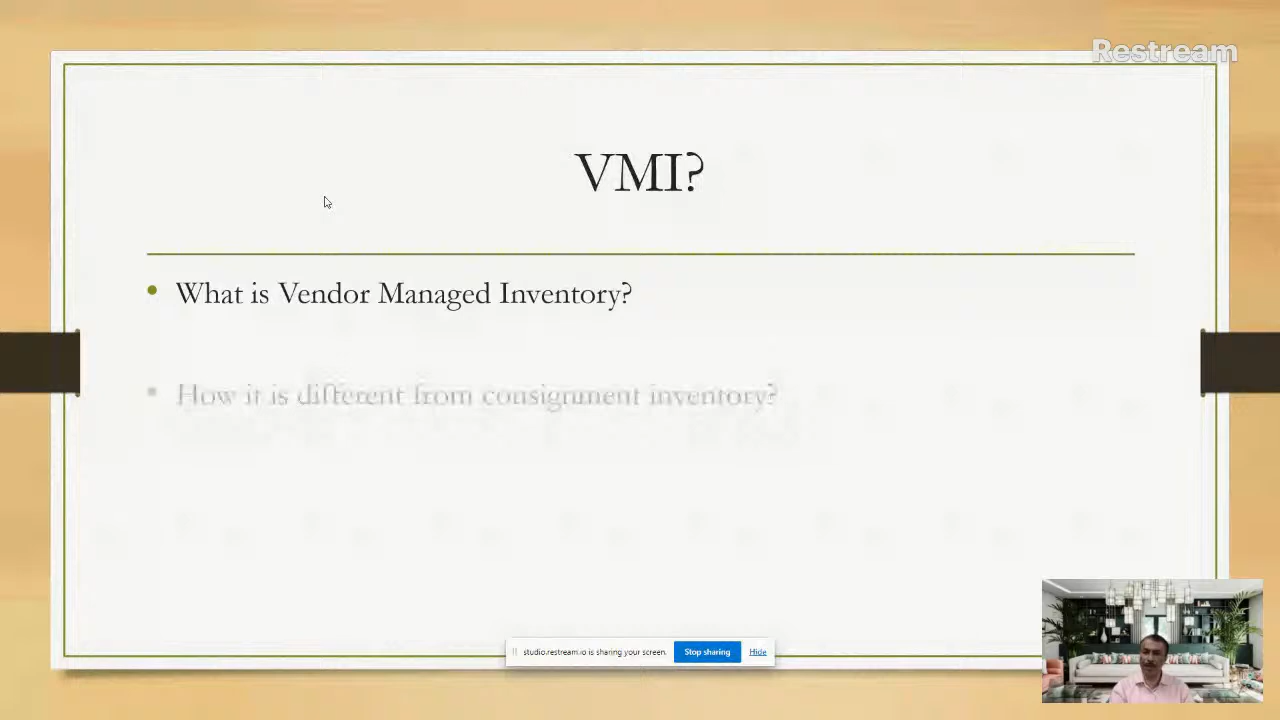 Restream
VMI?
What is Vendor Managed Inventory?
How it is different from consignment inventory?
studio.restream.io is sharing your screen.
Stop sharing
Hide